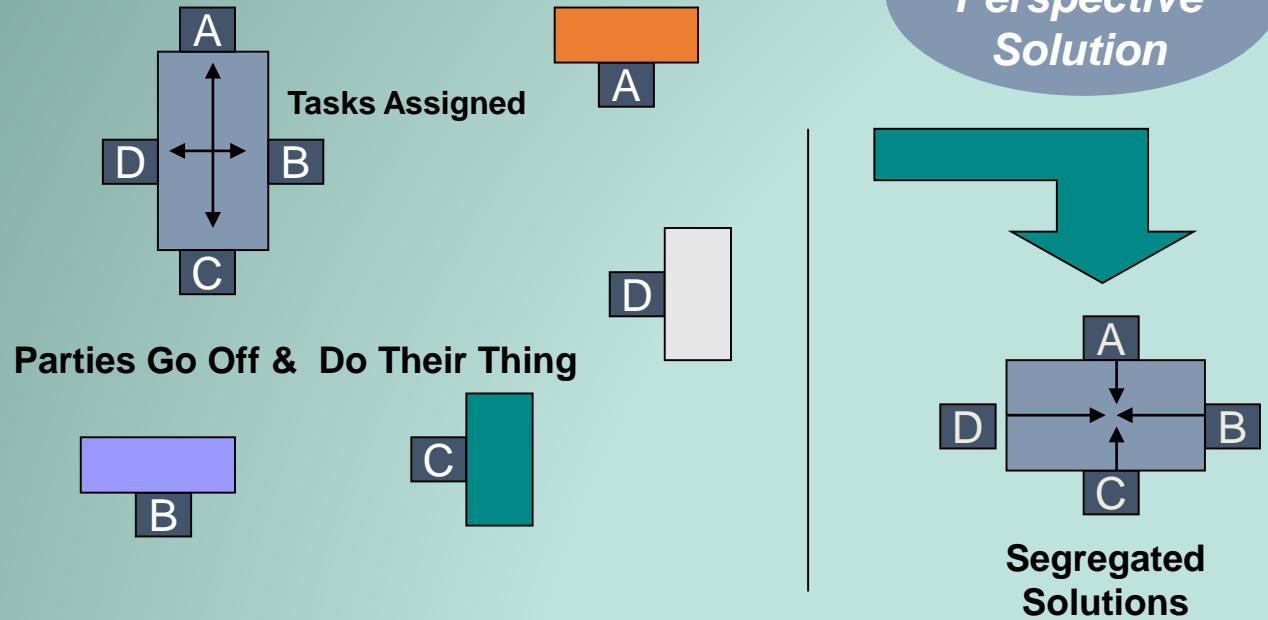 Perspective
Solution
A
Tasks Assigned
D
B
C
A
D
Parties Go Off & Do Their Thing
B
C
A
D
B
C
Segregated
Solutions